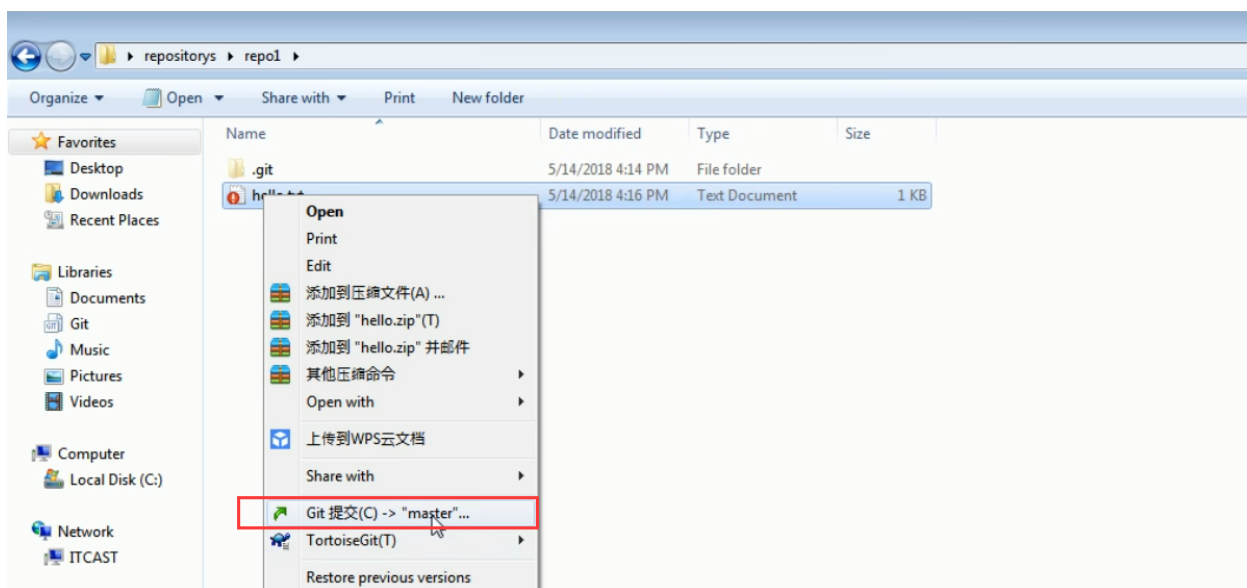 repositorys repo1
Organize Open Share with Print New folder
Name Date modified Type Size
Favorites
Desktop
Downloads
Recent Places
Libraries
Documents
Git
Music
Pictures
Videos
Computer
Local Disk (C:)
Network
ITCAST
.git 5/14/2018 4:14 PM File folder
hello.txt 5/14/2018 4:16 PM Text Document 1 KB
Open
Print
Edit
添加到压缩文件(A) ...
添加到 "hello.zip"(T)
添加到 "hello.zip" 并邮件
其他压缩命令
Open with
上传到WPS云文档
Share with
Git 提交(C) -> "master"...
TortoiseGit(T)
Restore previous versions